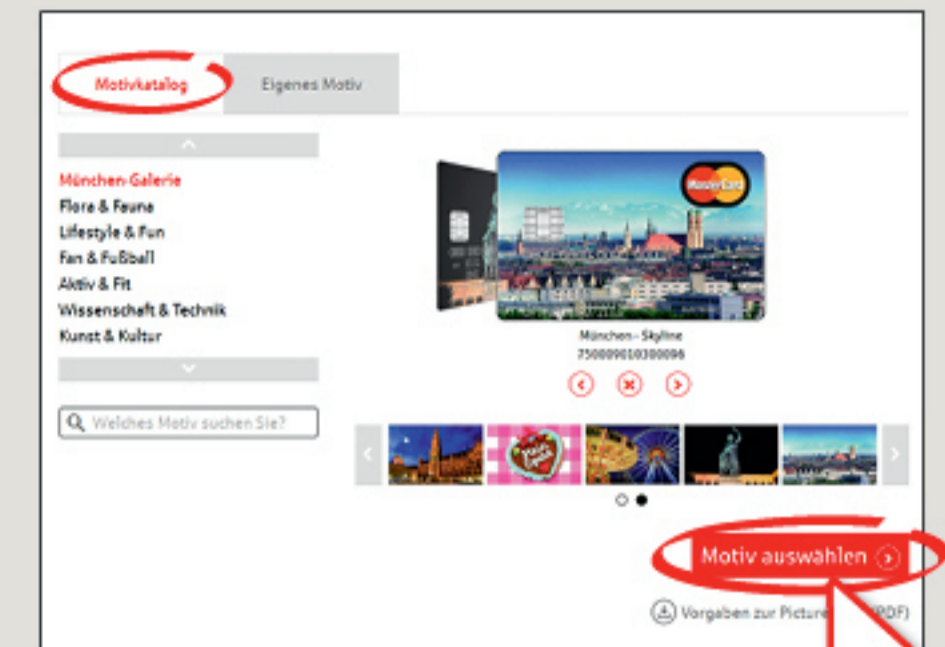 Motivkatalog
Eigenes Motiv
München-Galerie
Flora & Fauna
Lifestyle & Fun
Fan & Fußball
Aktiv & Fit
Wissenschaft & Technik
Kunst & Kultur
Welches Motiv suchen Sie?
MasterCard
München - Skyline
750009010300096
Motiv auswählen
Vorgaben zur Picture PDF)